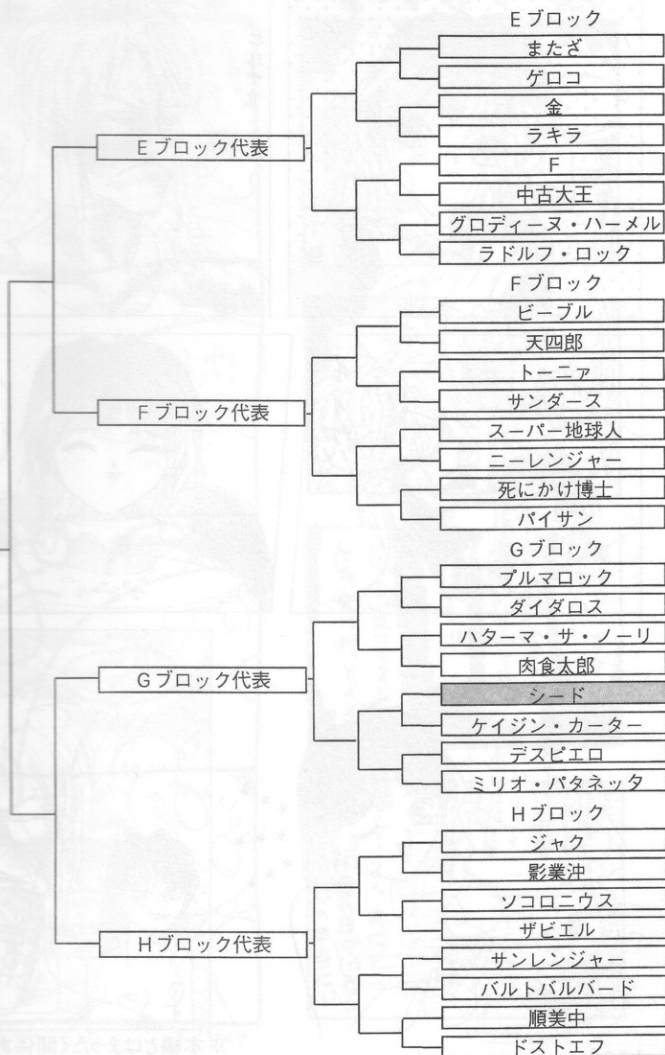 Eブロック
またざ
ゲロコ
金
ラキラ
Eブロック代表
F
中古大王
グロディーヌ・ハーメル
ラドルフ・ロック
Fブロック
ビーブル
天四郎
トーニァ
サンダース
Fブロック代表
スーパー地球人
ニーレンジャー
死にかけ博士
パイサン
Gブロック
プルマロック
ダイダロス
ハターマ・サ・ノーリ
肉食太郎
Gブロック代表
シード
ケイジン・カーター
デスピエロ
ミリオ・パタネッタ
Hブロック
ジャク
影業沖
ソコロニウス
ザビエル
Hブロック代表
サンレンジャー
バルトバルバード
順美中
ドストエフ